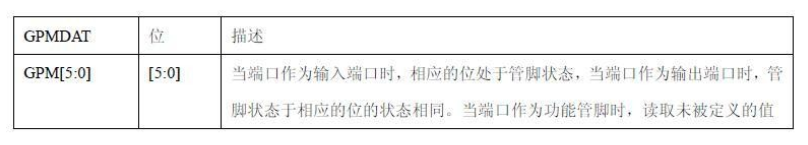 GPMDAT 位 描述
GPM[5:0] [5:0] 当端口作为输入端口时，相应的位处于管脚状态，当端口作为输出端口时，管
脚状态于相应的位的状态相同。当端口作为功能管脚时，读取未被定义的值